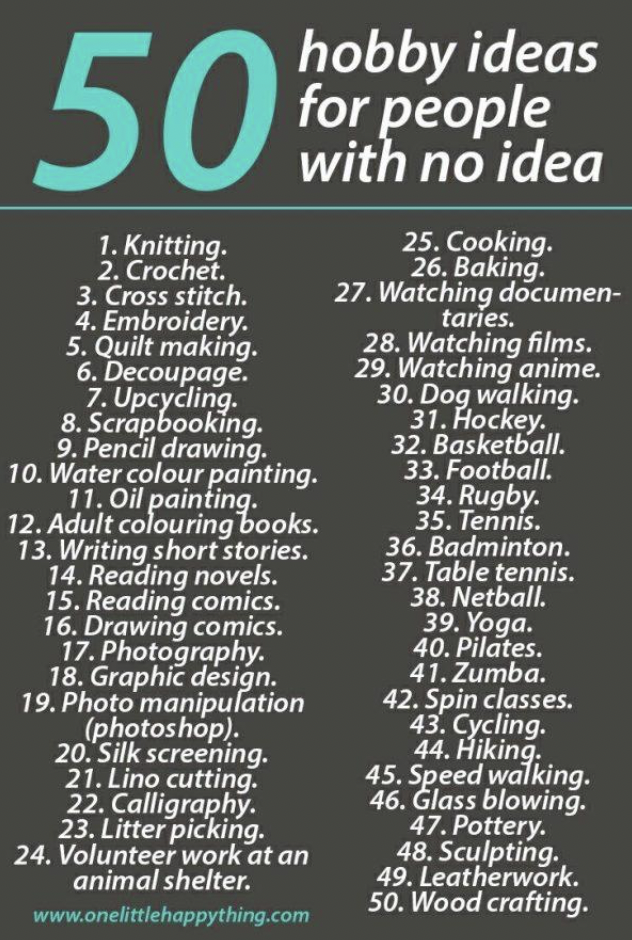 50
hobby ideas
for people
with no idea
1. Knitting.
2. Crochet.
3. Cross stitch.
4. Embroidery.
5. Quilt making.
6. Decoupage.
7. Upcycling.
8. Scrapbooking.
9. Pencil drawing.
10. Water colour painting.
11. Oil painting.
12. Adult colouring books.
13. Writing short stories.
14. Reading novels.
15. Reading comics.
16. Drawing comics.
17. Photography.
18. Graphic design.
19. Photo manipulation
(photoshop).
20. Silk screening.
21. Lino cutting.
22. Calligraphy.
23. Litter picking.
24. Volunteer work at an
animal shelter.
25. Cooking.
26. Baking.
27. Watching documen-
taries.
28. Watching films.
29. Watching anime.
30. Dog walking.
31. Hockey.
32. Basketball.
33. Football.
34. Rugby.
35. Tennis.
36. Badminton.
37. Table tennis.
38. Netball.
39. Yoga.
40. Pilates.
41. Zumba.
42. Spin classes.
43. Cycling.
44. Hiking.
45. Speed walking.
46. Glass blowing.
47. Pottery.
48. Sculpting.
49. Leatherwork.
50. Wood crafting.
www.onelittlehappything.com